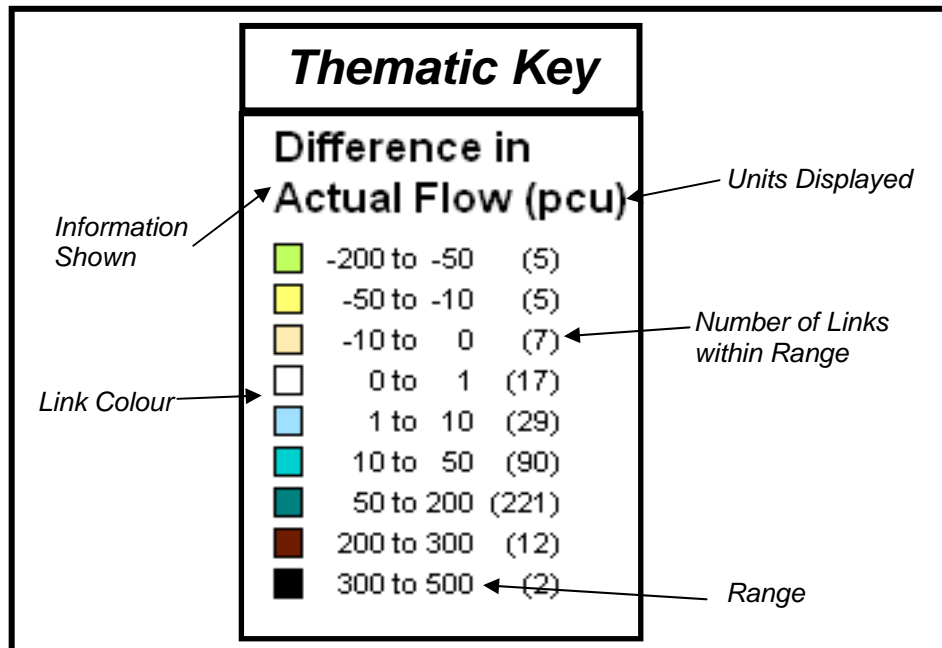 Thematic Key
Difference in
Actual Flow (pcu)
Units Displayed
Information
Shown
-200 to -50 (5)
-50 to -10 (5)
-10 to 0 (7)
Number of Links
within Range
0 to 1 (17)
Link Colour
1 to 10 (29)
10 to 50 (90)
50 to 200 (221)
200 to 300 (12)
300 to 500 (2)
Range